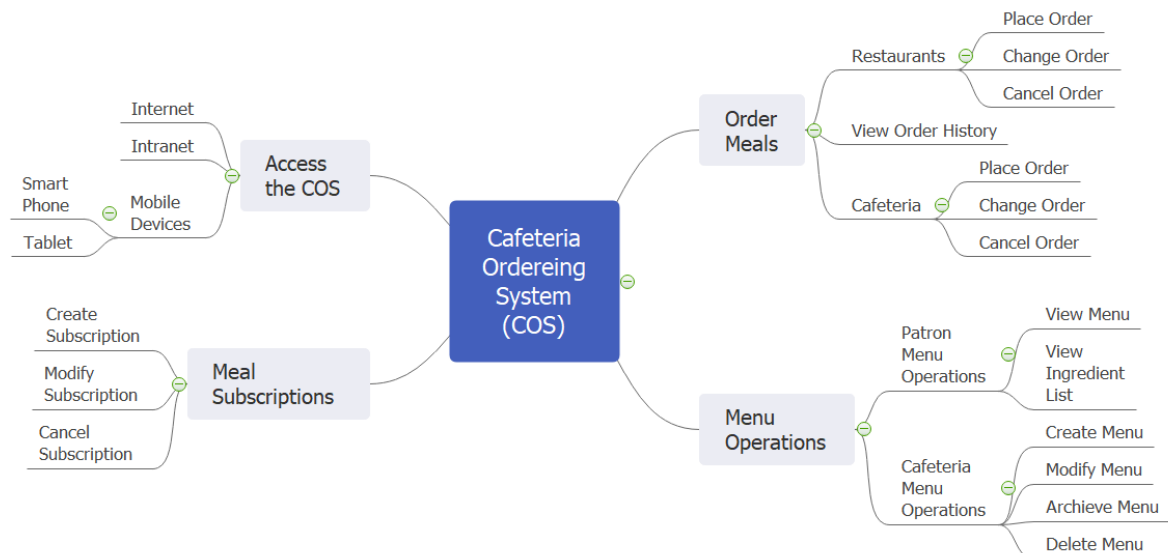 Cafeteria
Ordereing
System
(COS)
Access
the COS
Internet
Intranet
Mobile
Devices
Smart
Phone
Tablet
Meal
Subscriptions
Create
Subscription
Modify
Subscription
Cancel
Subscription
Order
Meals
Restaurants
Place Order
Change Order
Cancel Order
View Order History
Cafeteria
Place Order
Change Order
Cancel Order
Menu
Operations
Patron
Menu
Operations
View Menu
View
Ingredient
List
Cafeteria
Menu
Operations
Create Menu
Modify Menu
Archieve Menu
Delete Menu